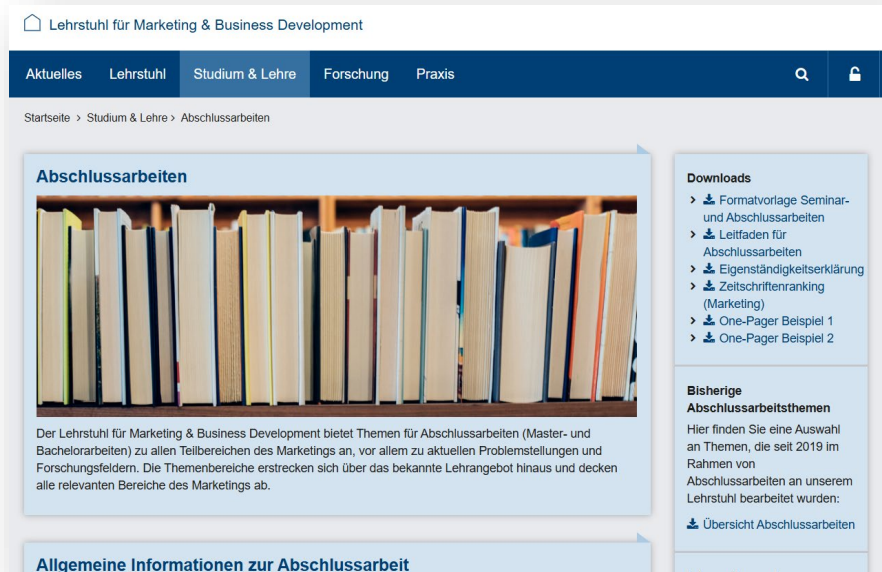 Lehrstuhl für Marketing & Business Development
Aktuelles Lehrstuhl Studium & Lehre Forschung Praxis
Startseite > Studium & Lehre > Abschlussarbeiten
Abschlussarbeiten
Der Lehrstuhl für Marketing & Business Development bietet Themen für Abschlussarbeiten (Master- und
Bachelorarbeiten) zu allen Teilbereichen des Marketings an, vor allem zu aktuellen Problemstellungen und
Forschungsfeldern. Die Themenbereiche erstrecken sich über das bekannte Lehrangebot hinaus und decken
alle relevanten Bereiche des Marketings ab.
Allgemeine Informationen zur Abschlussarbeit
Downloads
> Formatvorlage Seminar-
und Abschlussarbeiten
> Leitfaden für
Abschlussarbeiten
> Eigenständigkeitserklärung
> Zeitschriftenranking
(Marketing)
> One-Pager Beispiel 1
> One-Pager Beispiel 2
Bisherige
Abschlussarbeitsthemen
Hier finden Sie eine Auswahl
an Themen, die seit 2019 im
Rahmen von
Abschlussarbeiten an unserem
Lehrstuhl bearbeitet wurden:
Übersicht Abschlussarbeiten